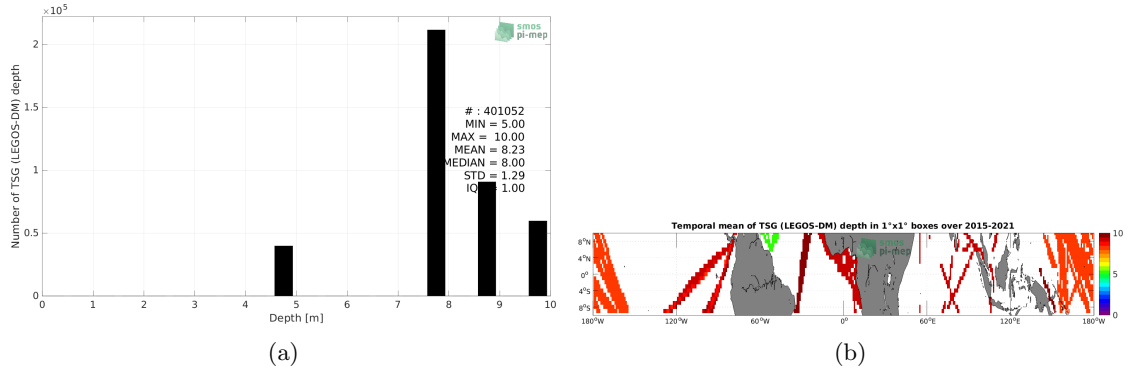 ×10⁵
smos
pi-mep
2
1.5
1
0.5
0
Number of TSG (LEGOS-DM) depth
# : 401052
MIN = 5.00
MAX = 10.00
MEAN = 8.23
MEDIAN = 8.00
STD = 1.29
IQ = 1.00
0 1 2 3 4 5 6 7 8 9 10
Depth [m]
(a)
Temporal mean of TSG (LEGOS-DM) depth in 1°x1° boxes over 2015-2021
smos
pi-mep
8°N
4°N
0°
4°S
8°S
180°W 120°W 60°W 0° 60°E 120°E 180°W
10
5
0
(b)